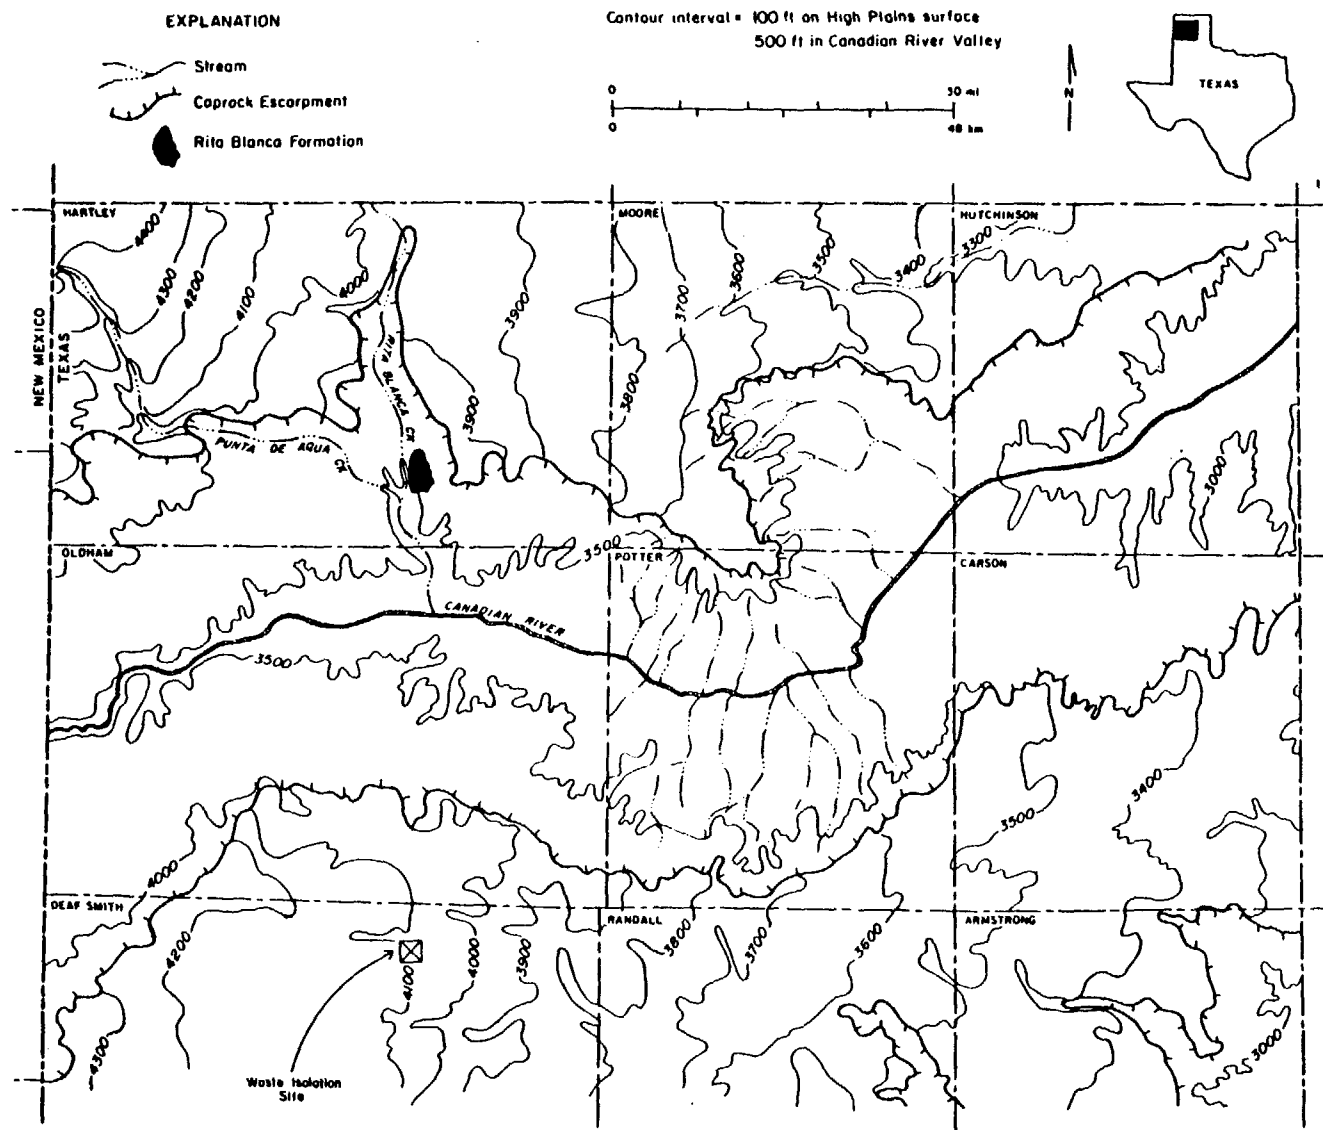 EXPLANATION
Stream
Caprock Escarpment
Rita Blanca Formation
Contour interval = 100 ft on High Plains surface
500 ft in Canadian River Valley
0 30 mi
0 48 km
N
TEXAS
HARTLEY
MOORE
HUTCHINSON
4400
4300
4200
4100
4000
3900
3800
3700
3600
3500
3400
3300
NEW MEXICO
TEXAS
RITA BLANCA CK
3900
PUNTA DE AQUA CK
3000
OLDHAM
3500
POTTER
CARSON
CANADIAN RIVER
3500
3400
3500
4000
DEAF SMITH
RANDALL
ARMSTRONG
4200
4100
4000
3900
3800
3700
3600
4300
3000
Waste Isolation
Site